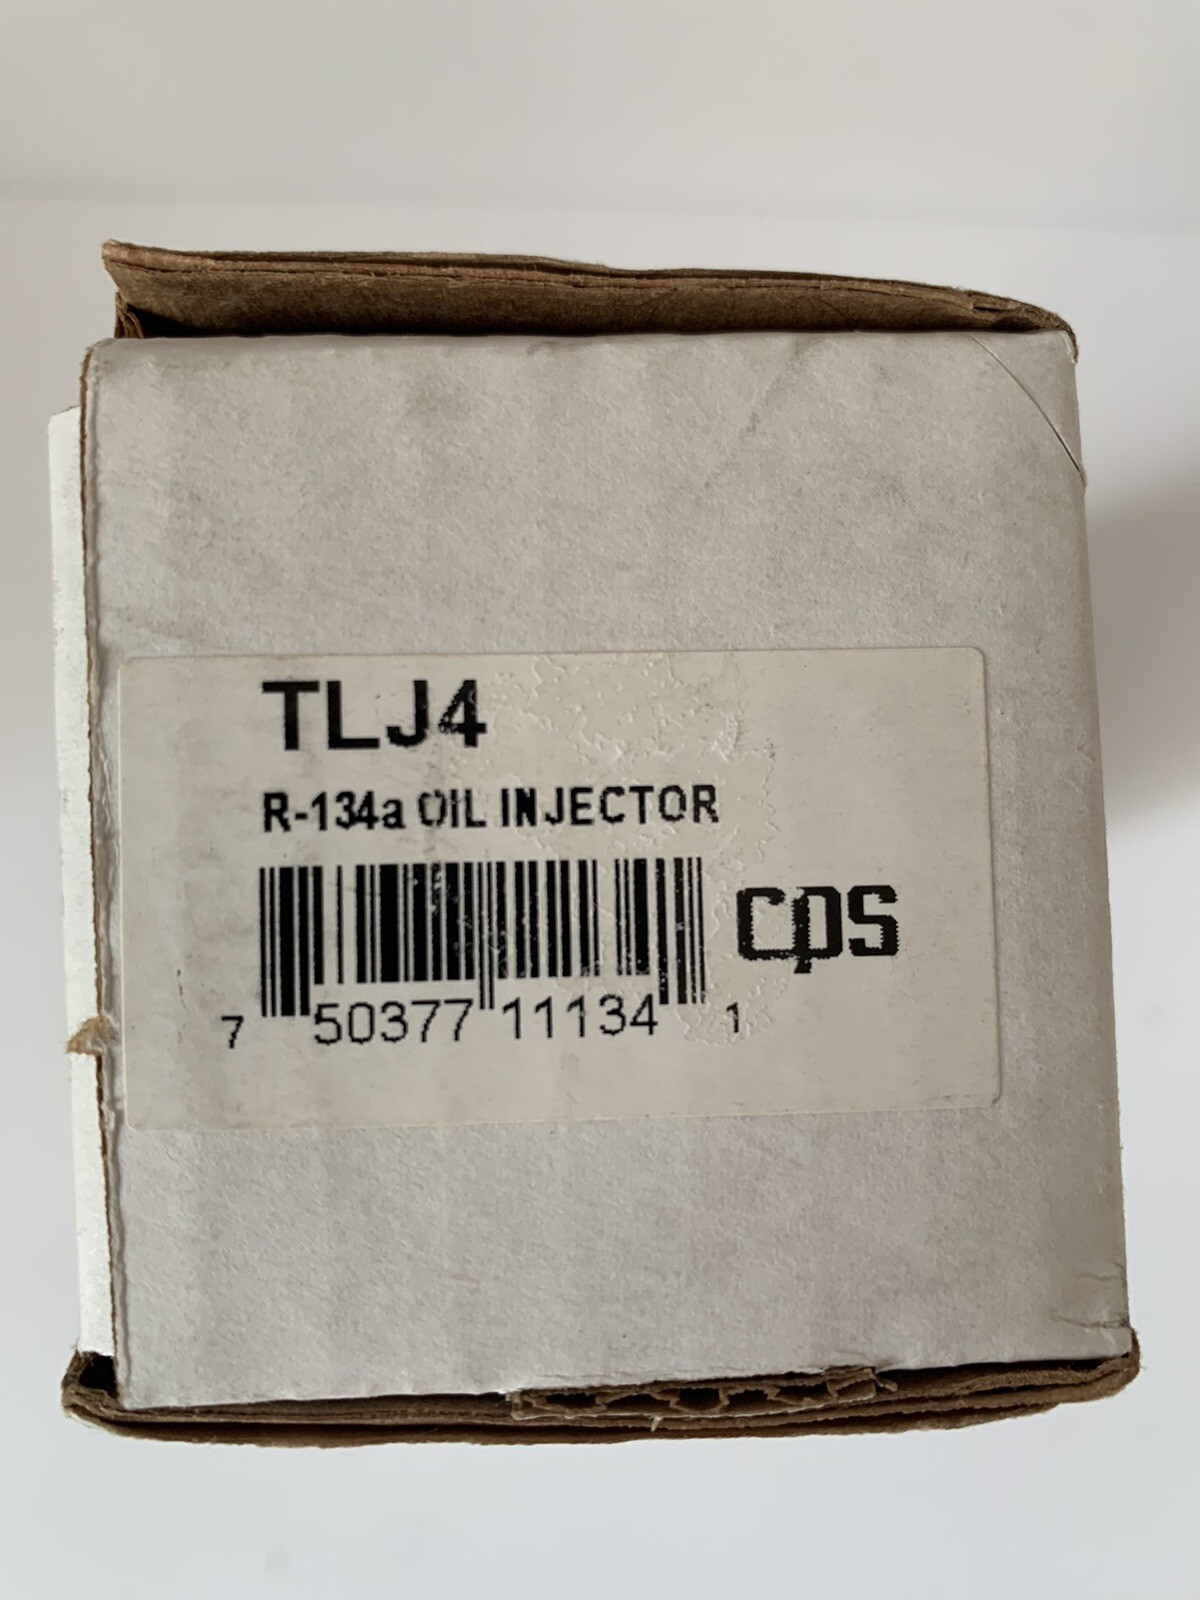 TLJ4
R-134a OIL INJECTOR
cps
7 50377 11134 1